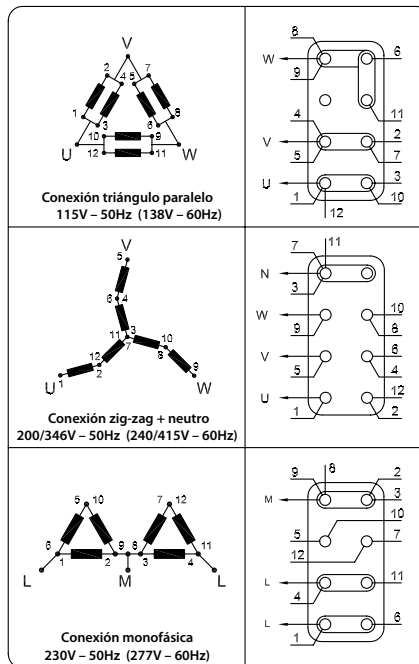 V
2 7
4 5
1 3 6 8
10 9
12 11
U W
Conexión triángulo paralelo
115V – 50Hz (138V – 60Hz)
8
W 6
9
4 11
V 2
5 7
U 3
1 10
12
V
5
6 4
11 3
12 7 10
8
U 1 2 9
W
Conexión zig-zag + neutro
200/346V – 50Hz (240/415V – 60Hz)
7 11
N
3
W 10
9 8
V 6
5 4
U 12
1 2
5 10 7 12
6 9 8 11
1 2 3 4
L M L
Conexión monofásica
230V – 50Hz (277V – 60Hz)
9 8 2
M 3
10
5 7
12
L 11
4
L 6
1